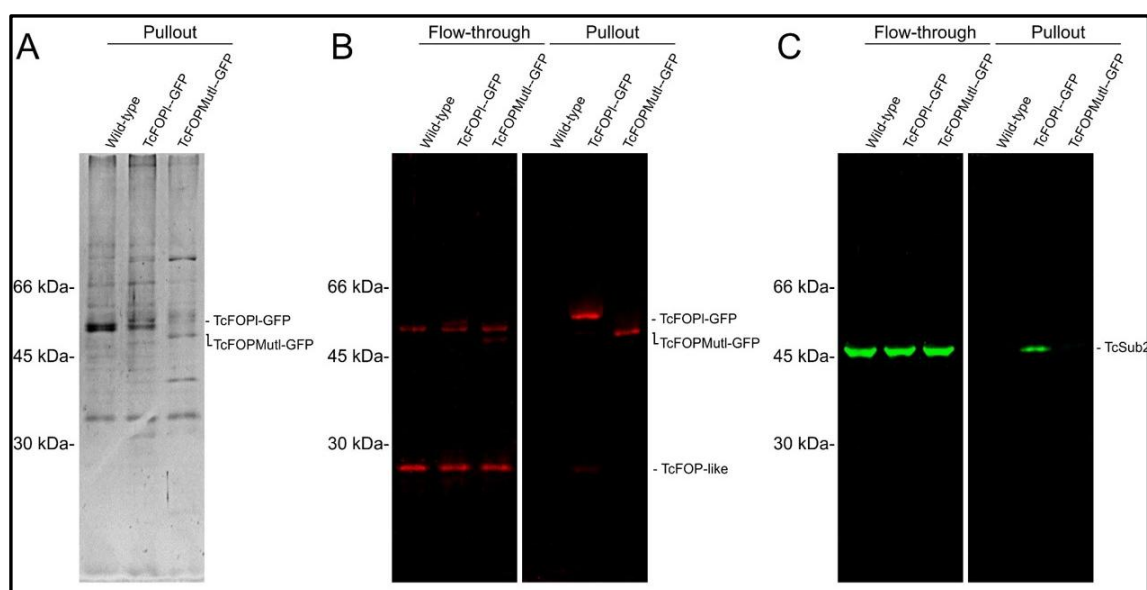 A
Pullout
Wild-type
TcFOPI–GFP
TcFOPMutI–GFP
66 kDa-
45 kDa-
30 kDa-
- TcFOPI-GFP
TcFOPMutI-GFP
B
Flow-through
Pullout
Wild-type
TcFOPI–GFP
TcFOPMutI–GFP
Wild-type
TcFOPI–GFP
TcFOPMutI–GFP
66 kDa-
45 kDa-
30 kDa-
- TcFOPI-GFP
TcFOPMutI-GFP
- TcFOP-like
C
Flow-through
Pullout
Wild-type
TcFOPI–GFP
TcFOPMutI–GFP
Wild-type
TcFOPI–GFP
TcFOPMutI–GFP
66 kDa-
45 kDa-
30 kDa-
- TcSub2